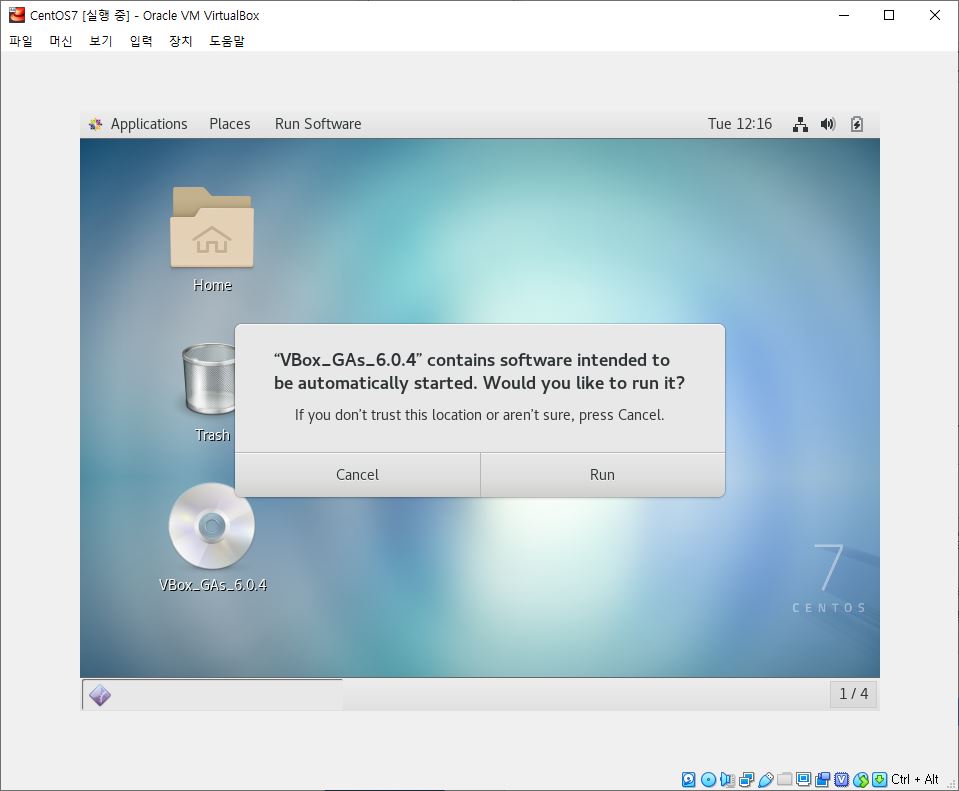 CentOS7 [실행 중] - Oracle VM VirtualBox
파일 머신 보기 입력 장치 도움말
Applications Places Run Software Tue 12:16
Home
“VBox_GAs_6.0.4” contains software intended to
be automatically started. Would you like to run it?
If you don’t trust this location or aren’t sure, press Cancel.
Trash
Cancel Run
VBox_GAs_6.0.4
7
CENTOS
1 / 4
Ctrl + Alt